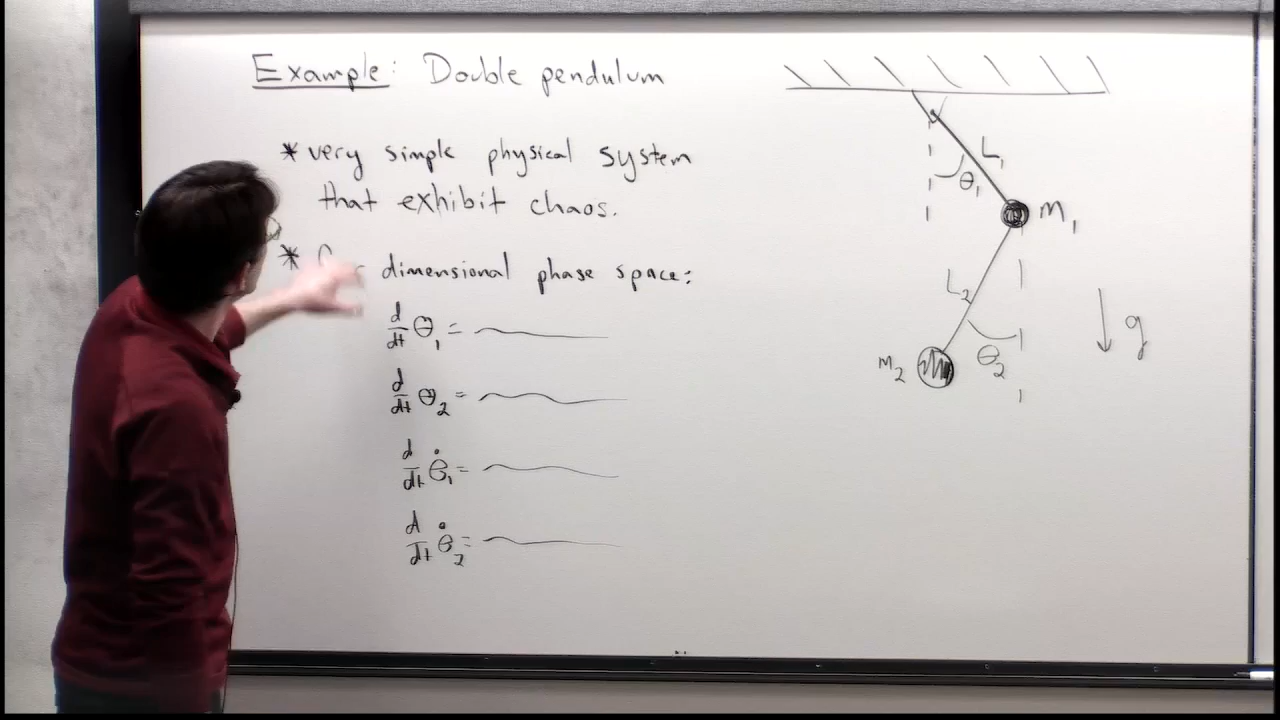 Example: Double pendulum
* very simple physical system
that exhibit chaos.
* dimensional phase space:
d/dt θ₁ =
d/dt θ₂ =
d/dt θ̇₁ =
d/dt θ̇₂ =
L₁
θ₁
m₁
L₂
θ₂
m₂
g